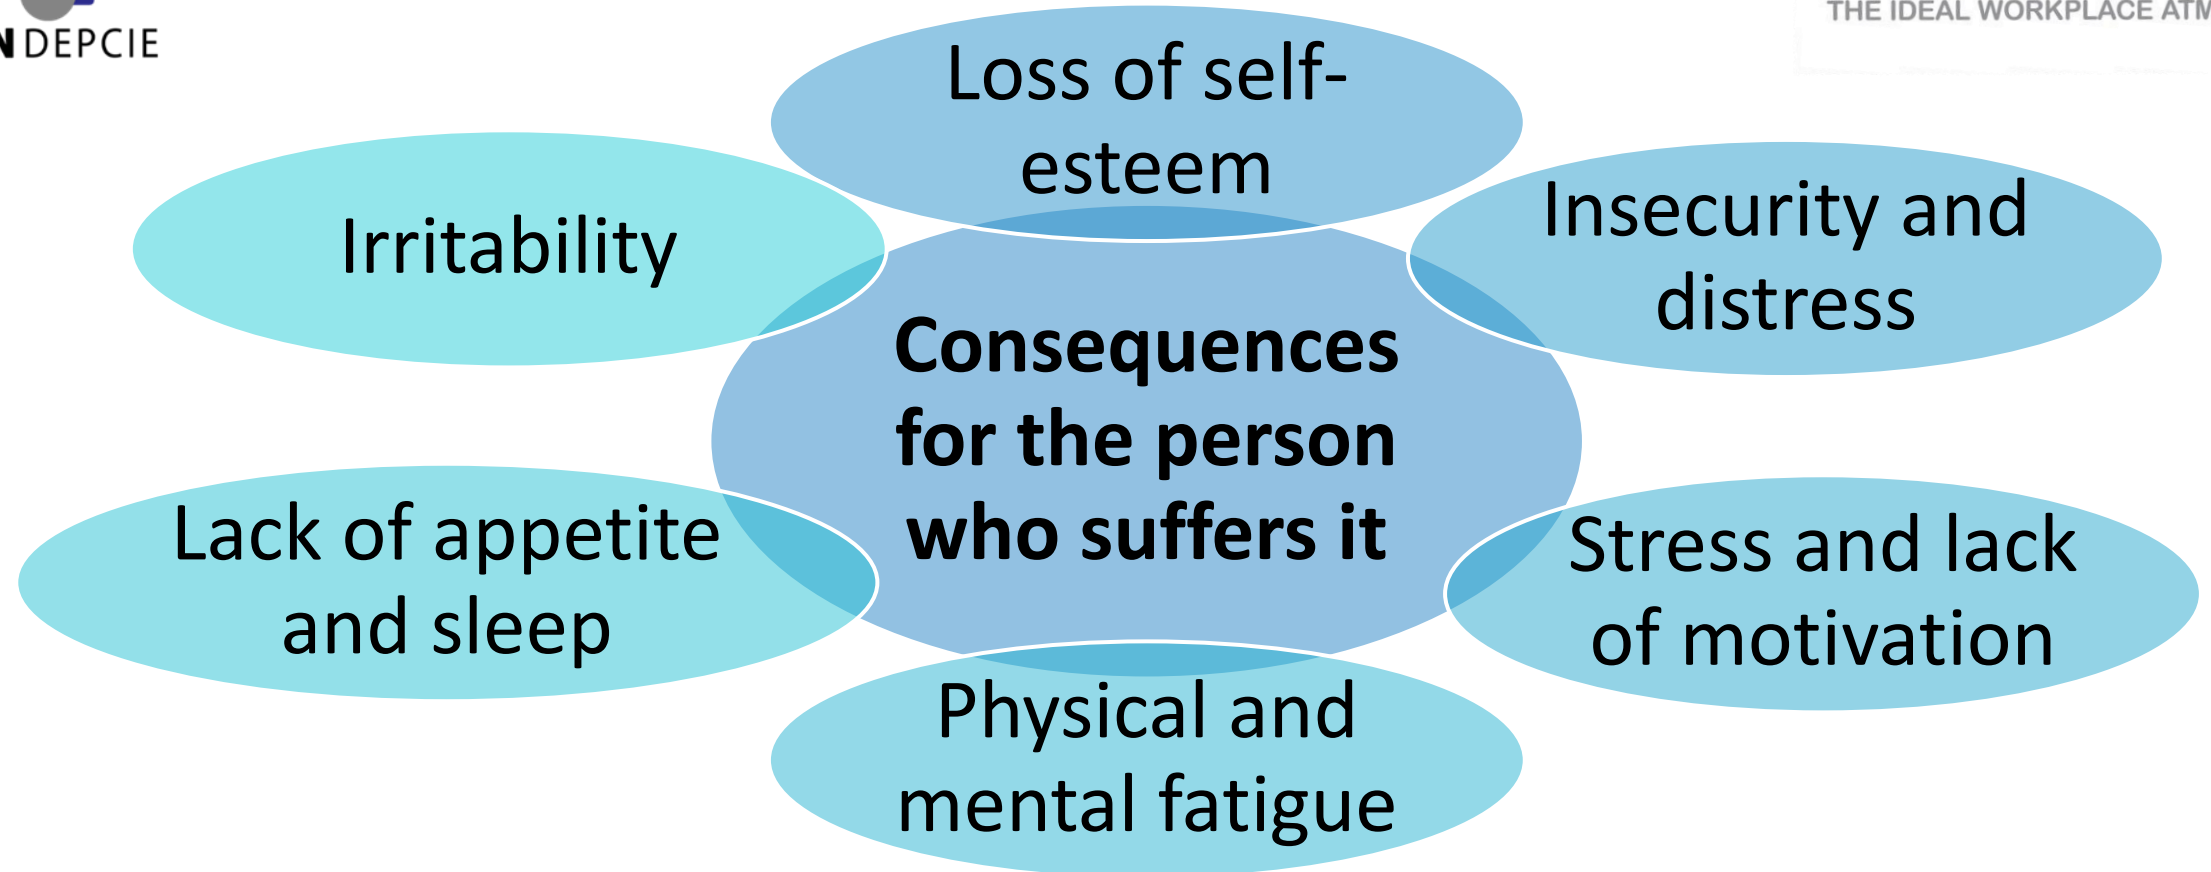 NDEPCIE
THE IDEAL WORKPLACE
Loss of self-
esteem
Insecurity and
distress
Stress and lack
of motivation
Physical and
mental fatigue
Lack of appetite
and sleep
Irritability
Consequences
for the person
who suffers it